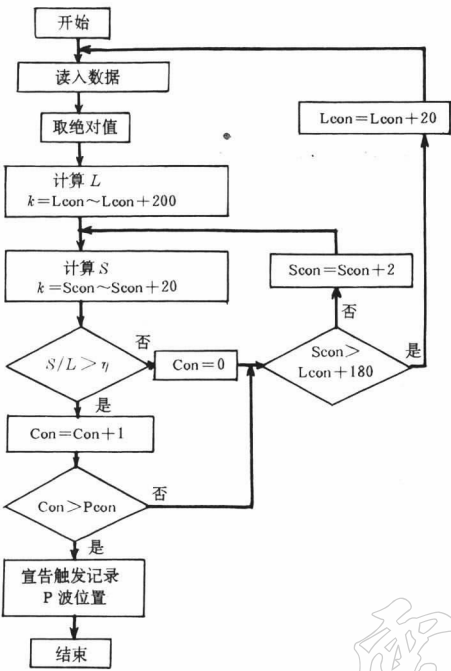 开始
读入数据
取绝对值
计算 L
k=Lcon~Lcon+200
计算 S
k=Scon~Scon+20
S/L>η
否
Con=0
是
Con=Con+1
Con>Pcon
否
是
宣告触发记录
P 波位置
结束
Scon>
Lcon+180
否
是
Scon=Scon+2
Lcon=Lcon+20